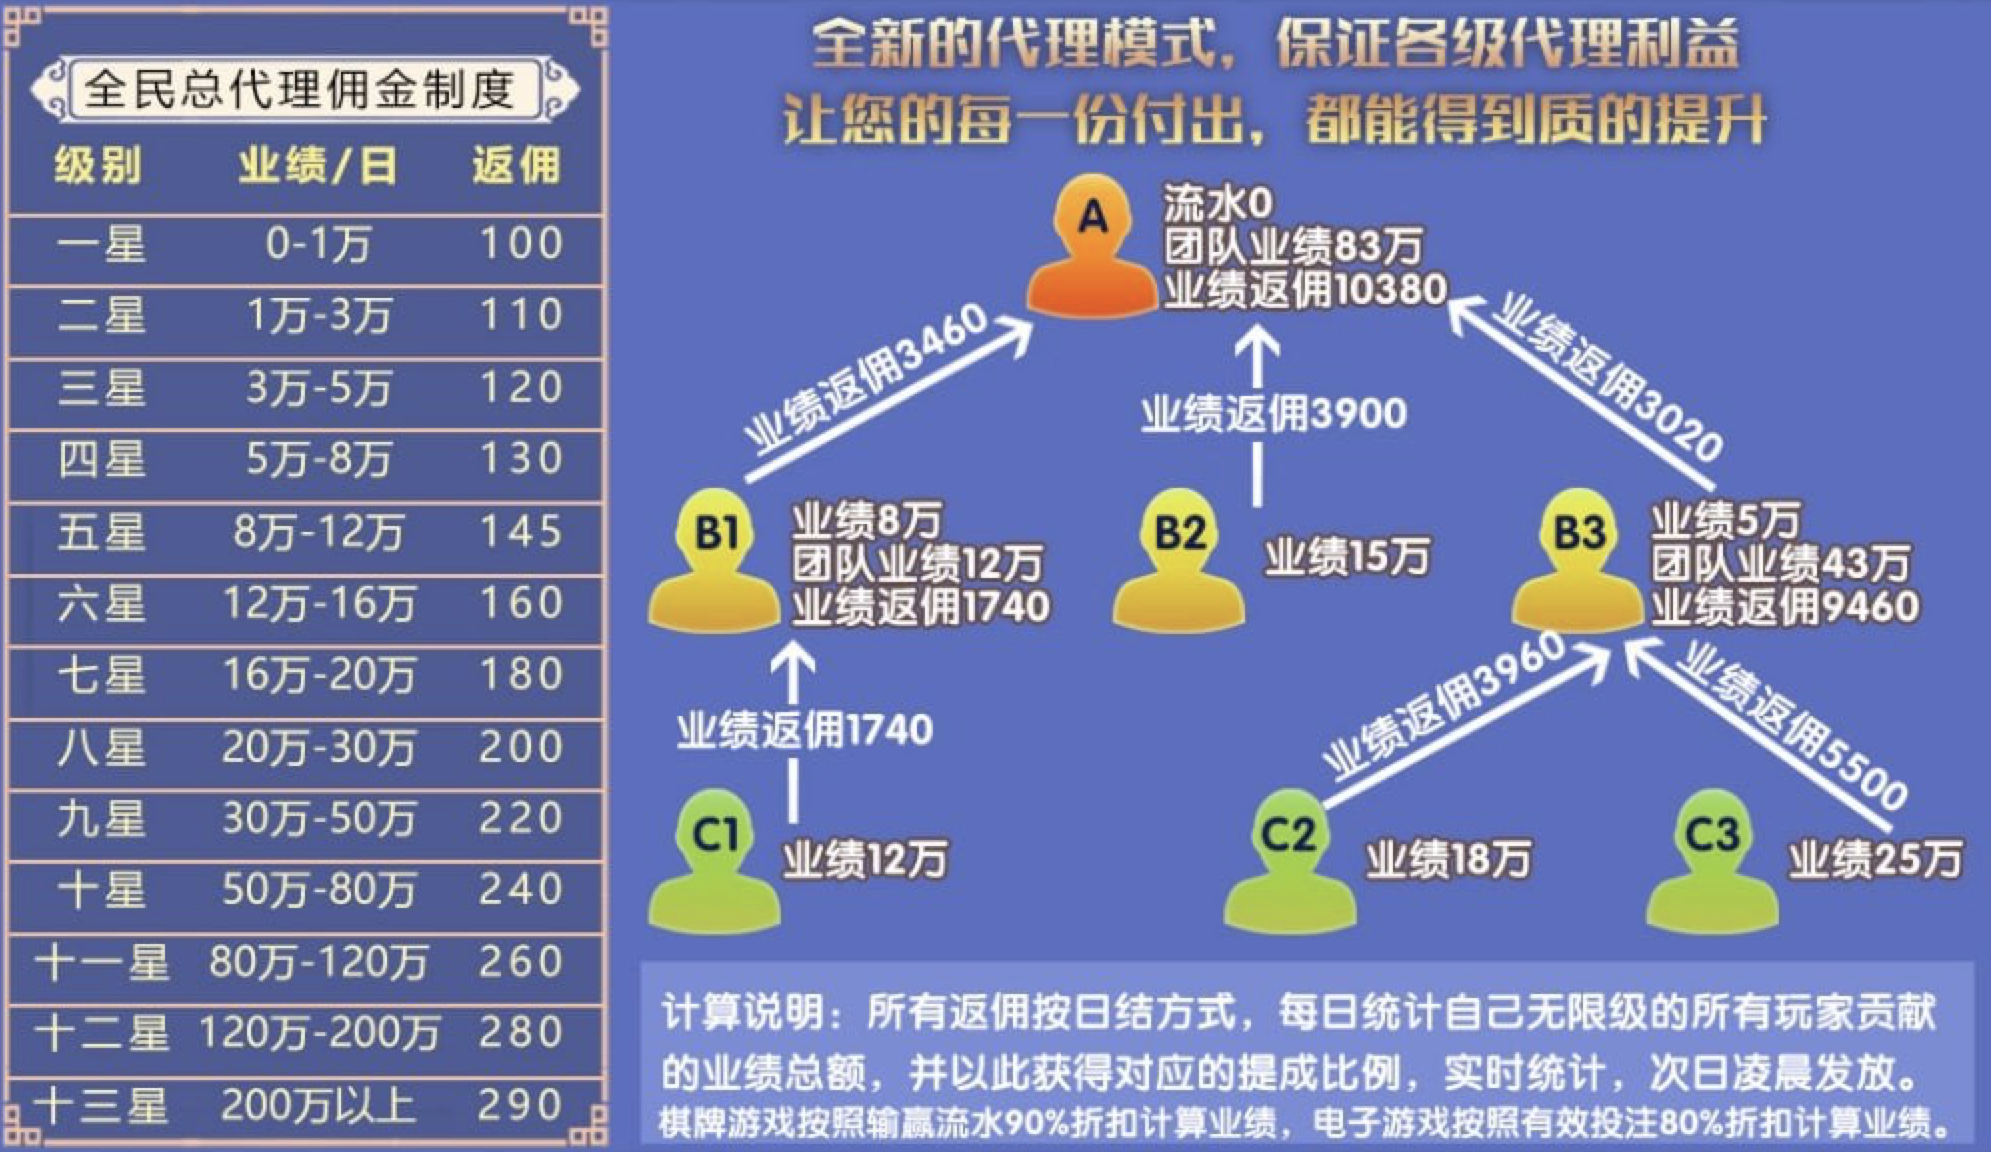 全民总代理佣金制度
级别 业绩/日 返佣
一星 0-1万 100
二星 1万-3万 110
三星 3万-5万 120
四星 5万-8万 130
五星 8万-12万 145
六星 12万-16万 160
七星 16万-20万 180
八星 20万-30万 200
九星 30万-50万 220
十星 50万-80万 240
十一星 80万-120万 260
十二星 120万-200万 280
十三星 200万以上 290
全新的代理模式，保证各级代理利益
让您的每一份付出，都能得到质的提升
A
流水0
团队业绩83万
业绩返佣10380
业绩返佣3460
业绩返佣3900
业绩返佣3020
B1
业绩8万
团队业绩12万
业绩返佣1740
B2
业绩15万
B3
业绩5万
团队业绩43万
业绩返佣9460
业绩返佣1740
业绩返佣3960
业绩返佣5500
C1
业绩12万
C2
业绩18万
C3
业绩25万
计算说明：所有返佣按日结方式，每日统计自己无限级的所有玩家贡献
的业绩总额，并以此获得对应的提成比例，实时统计，次日凌晨发放。
棋牌游戏按照输赢流水90%折扣计算业绩，电子游戏按照有效投注80%折扣计算业绩。